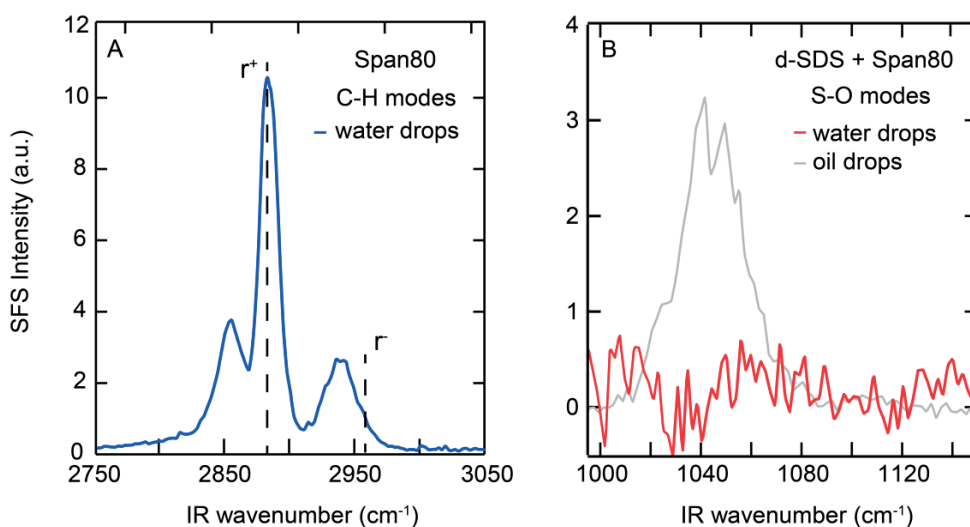 A
Span80
C-H modes
water drops
r⁺
r⁻
SFS Intensity (a.u.)
12
10
8
6
4
2
0
2750
2850
2950
3050
IR wavenumber (cm⁻¹)
B
d-SDS + Span80
S-O modes
water drops
oil drops
4
3
2
1
0
1000
1040
1080
1120
IR wavenumber (cm⁻¹)